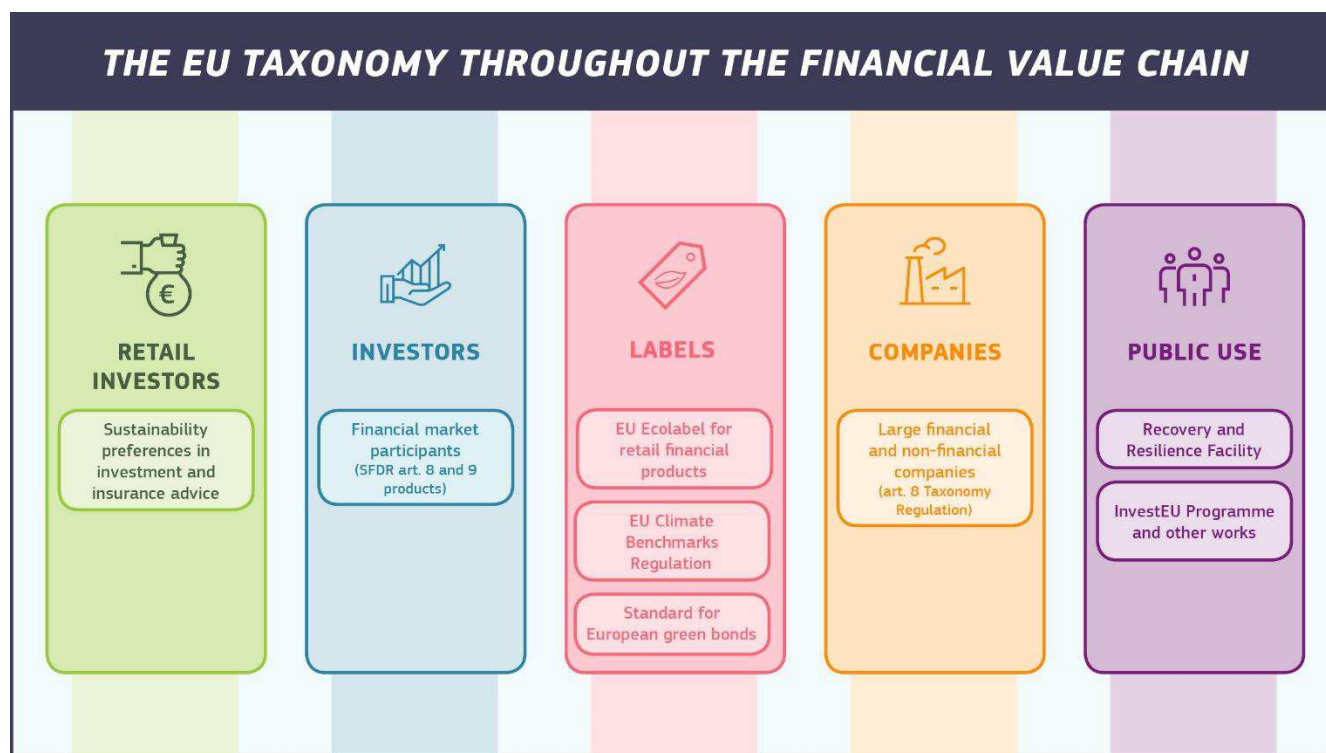 THE EU TAXONOMY THROUGHOUT THE FINANCIAL VALUE CHAIN
€
RETAIL
INVESTORS
Sustainability
preferences in
investment and
insurance advice
INVESTORS
Financial market
participants
(SFDR art. 8 and 9
products)
LABELS
EU Ecolabel for
retail financial
products
EU Climate
Benchmarks
Regulation
Standard for
European green bonds
COMPANIES
Large financial
and non-financial
companies
(art. 8 Taxonomy
Regulation)
PUBLIC USE
Recovery and
Resilience Facility
InvestEU Programme
and other works